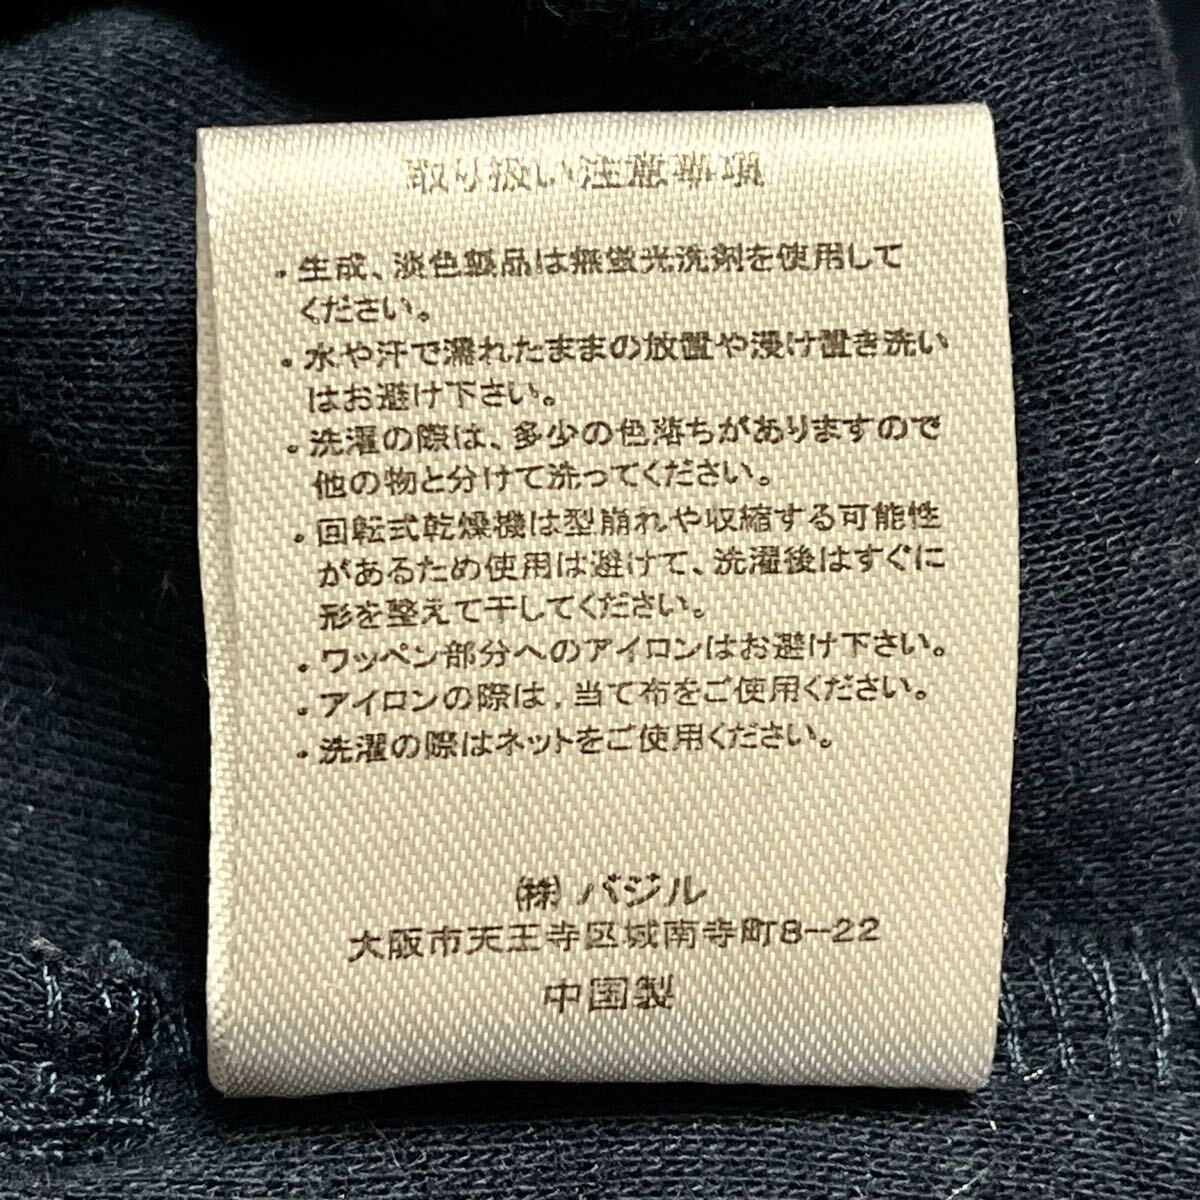 取り扱い注意事項
・生成、淡色製品は無蛍光洗剤を使用して
ください。
・水や汗で濡れたままの放置や浸け置き洗い
はお避け下さい。
・洗濯の際は、多少の色落ちがありますので
他の物と分けて洗ってください。
・回転式乾燥機は型崩れや収縮する可能性
があるため使用は避けて、洗濯後はすぐに
形を整えて干してください。
・ワッペン部分へのアイロンはお避け下さい。
・アイロンの際は,当て布をご使用ください。
・洗濯の際はネットをご使用ください。
㈱バジル
大阪市天王寺区城南寺町8-22
中国製